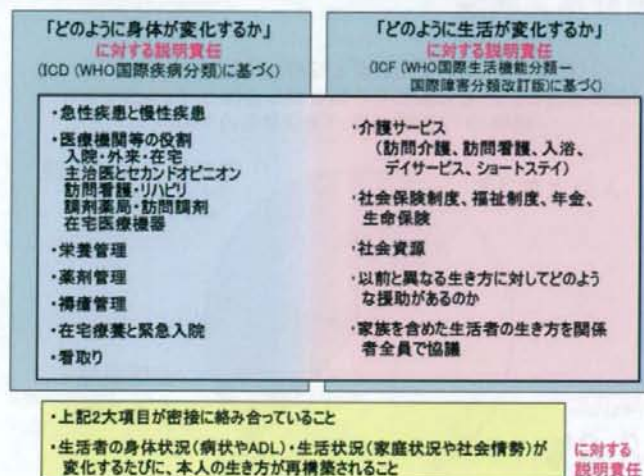 「どのように身体が変化するか」
に対する説明責任
(ICD (WHO国際疾病分類)に基づく)
・急性疾患と慢性疾患
・医療機関等の役割
入院・外来・在宅
主治医とセカンドオピニオン
訪問看護・リハビリ
調剤薬局・訪問調剤
在宅医療機器
・栄養管理
・薬剤管理
・褥瘡管理
・在宅療養と緊急入院
・看取り
「どのように生活が変化するか」
に対する説明責任
(ICF (WHO国際生活機能分類ー
国際障害分類改訂版)に基づく)
・介護サービス
(訪問介護、訪問看護、入浴、
デイサービス、ショートステイ)
・社会保険制度、福祉制度、年金、
生命保険
・社会資源
・以前と異なる生き方に対してどのよう
な援助があるのか
・家族を含めた生活者の生き方を関係
者全員で協議
・上記2大項目が密接に絡み合っていること
・生活者の身体状況(病状やADL)・生活状況(家庭状況や社会情勢)が
変化するたびに、本人の生き方が再構築されること
に対する
説明責任